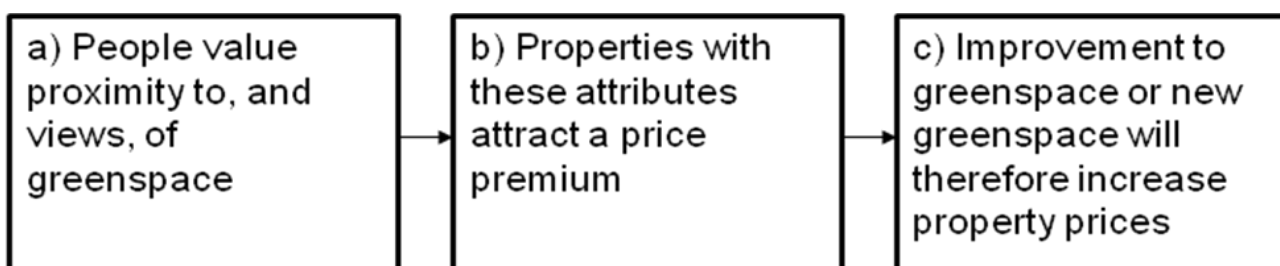 a) People value
proximity to, and
views, of
greenspace
b) Properties with
these attributes
attract a price
premium
c) Improvement to
greenspace or new
greenspace will
therefore increase
property prices